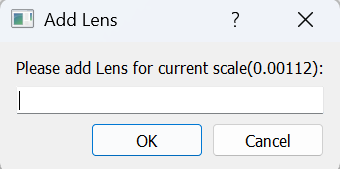 Add Lens
?
Please add Lens for current scale(0.00112):
OK
Cancel